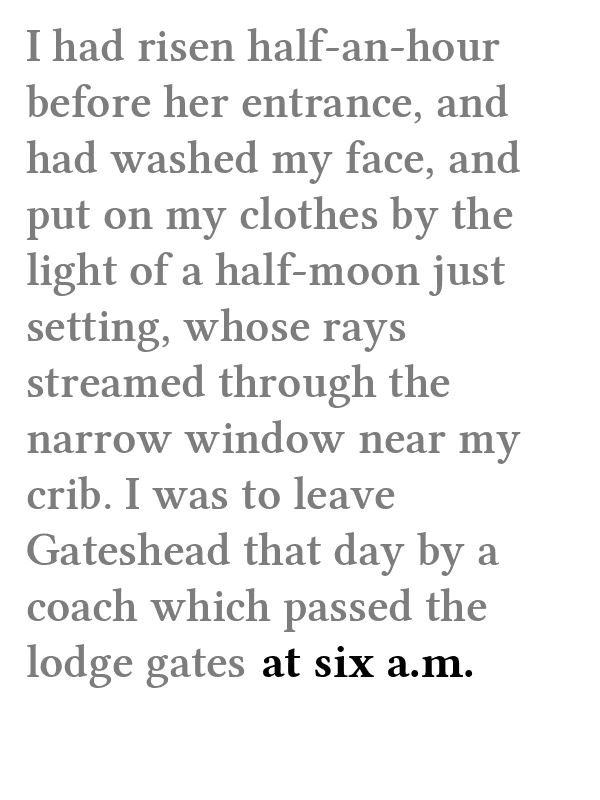 I had risen half-an-hour
before her entrance, and
had washed my face, and
put on my clothes by the
light of a half-moon just
setting, whose rays
streamed through the
narrow window near my
crib. I was to leave
Gateshead that day by a
coach which passed the
lodge gates at six a.m.